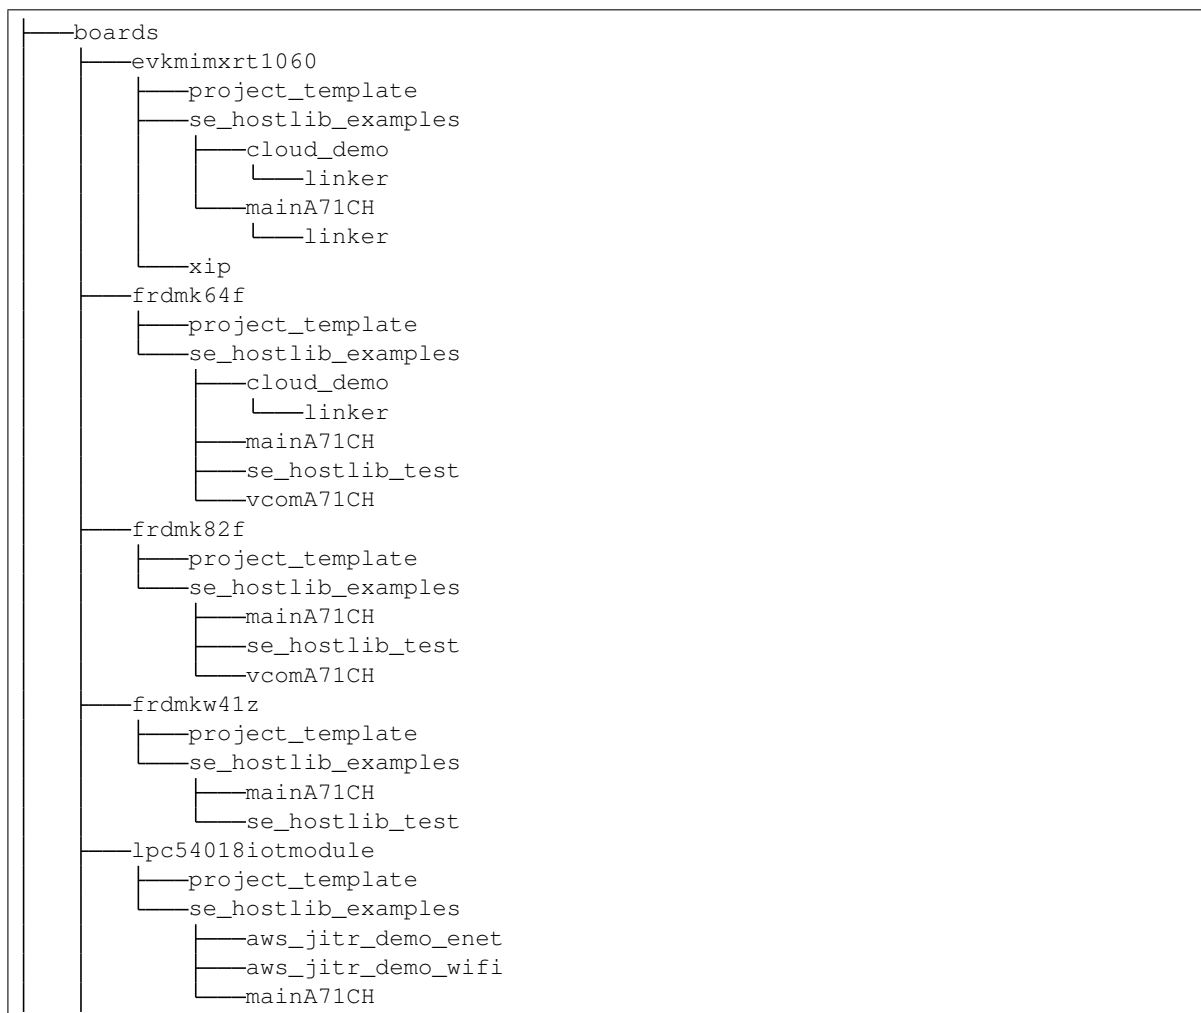 boards
evkmimxrt1060
project_template
se_hostlib_examples
cloud_demo
linker
mainA71CH
linker
xip
frdmk64f
project_template
se_hostlib_examples
cloud_demo
linker
mainA71CH
se_hostlib_test
vcomA71CH
frdmk82f
project_template
se_hostlib_examples
mainA71CH
se_hostlib_test
vcomA71CH
frdmkw41z
project_template
se_hostlib_examples
mainA71CH
se_hostlib_test
lpc54018iotmodule
project_template
se_hostlib_examples
aws_jitr_demo_enet
aws_jitr_demo_wifi
mainA71CH